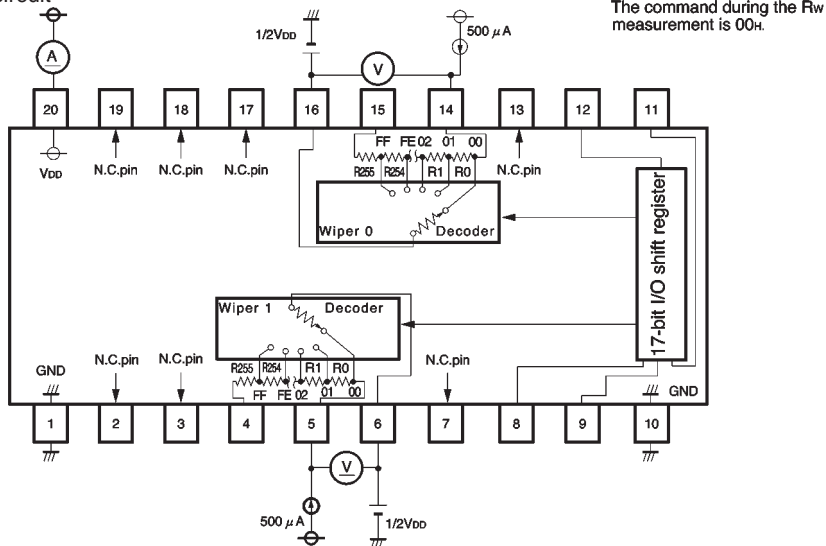 circuit
The command during the RW
measurement is 00H.
A
1/2VDD
V
500 μA
20
19
18
17
16
15
14
13
12
11
VDD
N.C.pin
N.C.pin
N.C.pin
FF
FE
02
01
00
R255
R254
R1
R0
N.C.pin
Wiper 0
Decoder
17-bit I/O shift register
Wiper 1
Decoder
GND
N.C.pin
N.C.pin
R255
R254
R1
R0
FF
FE
02
01
00
N.C.pin
GND
1
2
3
4
5
6
7
8
9
10
V
500 μA
1/2VDD